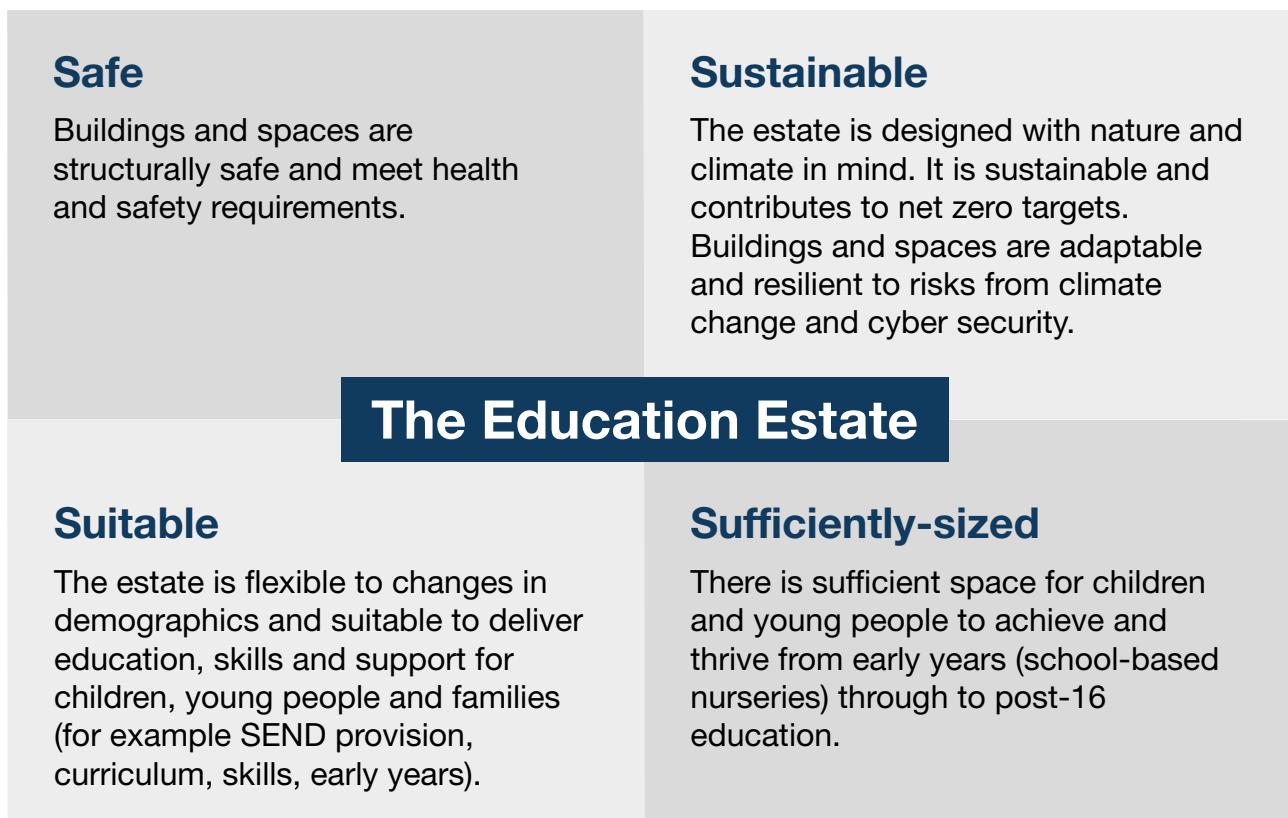 Safe
Buildings and spaces are
structurally safe and meet health
and safety requirements.
Sustainable
The estate is designed with nature and
climate in mind. It is sustainable and
contributes to net zero targets.
Buildings and spaces are adaptable
and resilient to risks from climate
change and cyber security.
The Education Estate
Suitable
The estate is flexible to changes in
demographics and suitable to deliver
education, skills and support for
children, young people and families
(for example SEND provision,
curriculum, skills, early years).
Sufficiently-sized
There is sufficient space for children
and young people to achieve and
thrive from early years (school-based
nurseries) through to post-16
education.